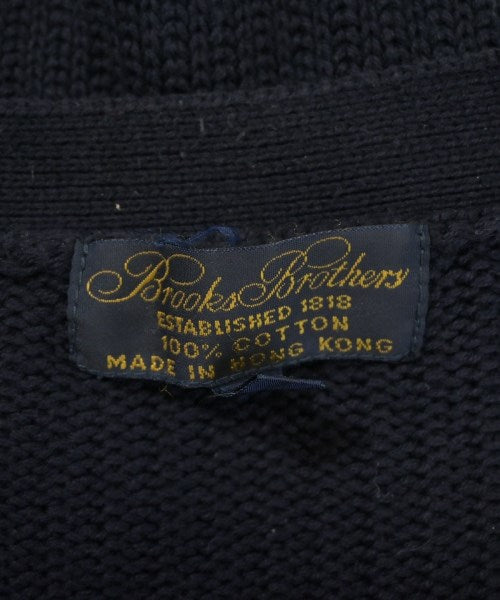 Brooks Brothers
ESTABLISHED 1818
100% COTTON
MADE IN HONG KONG